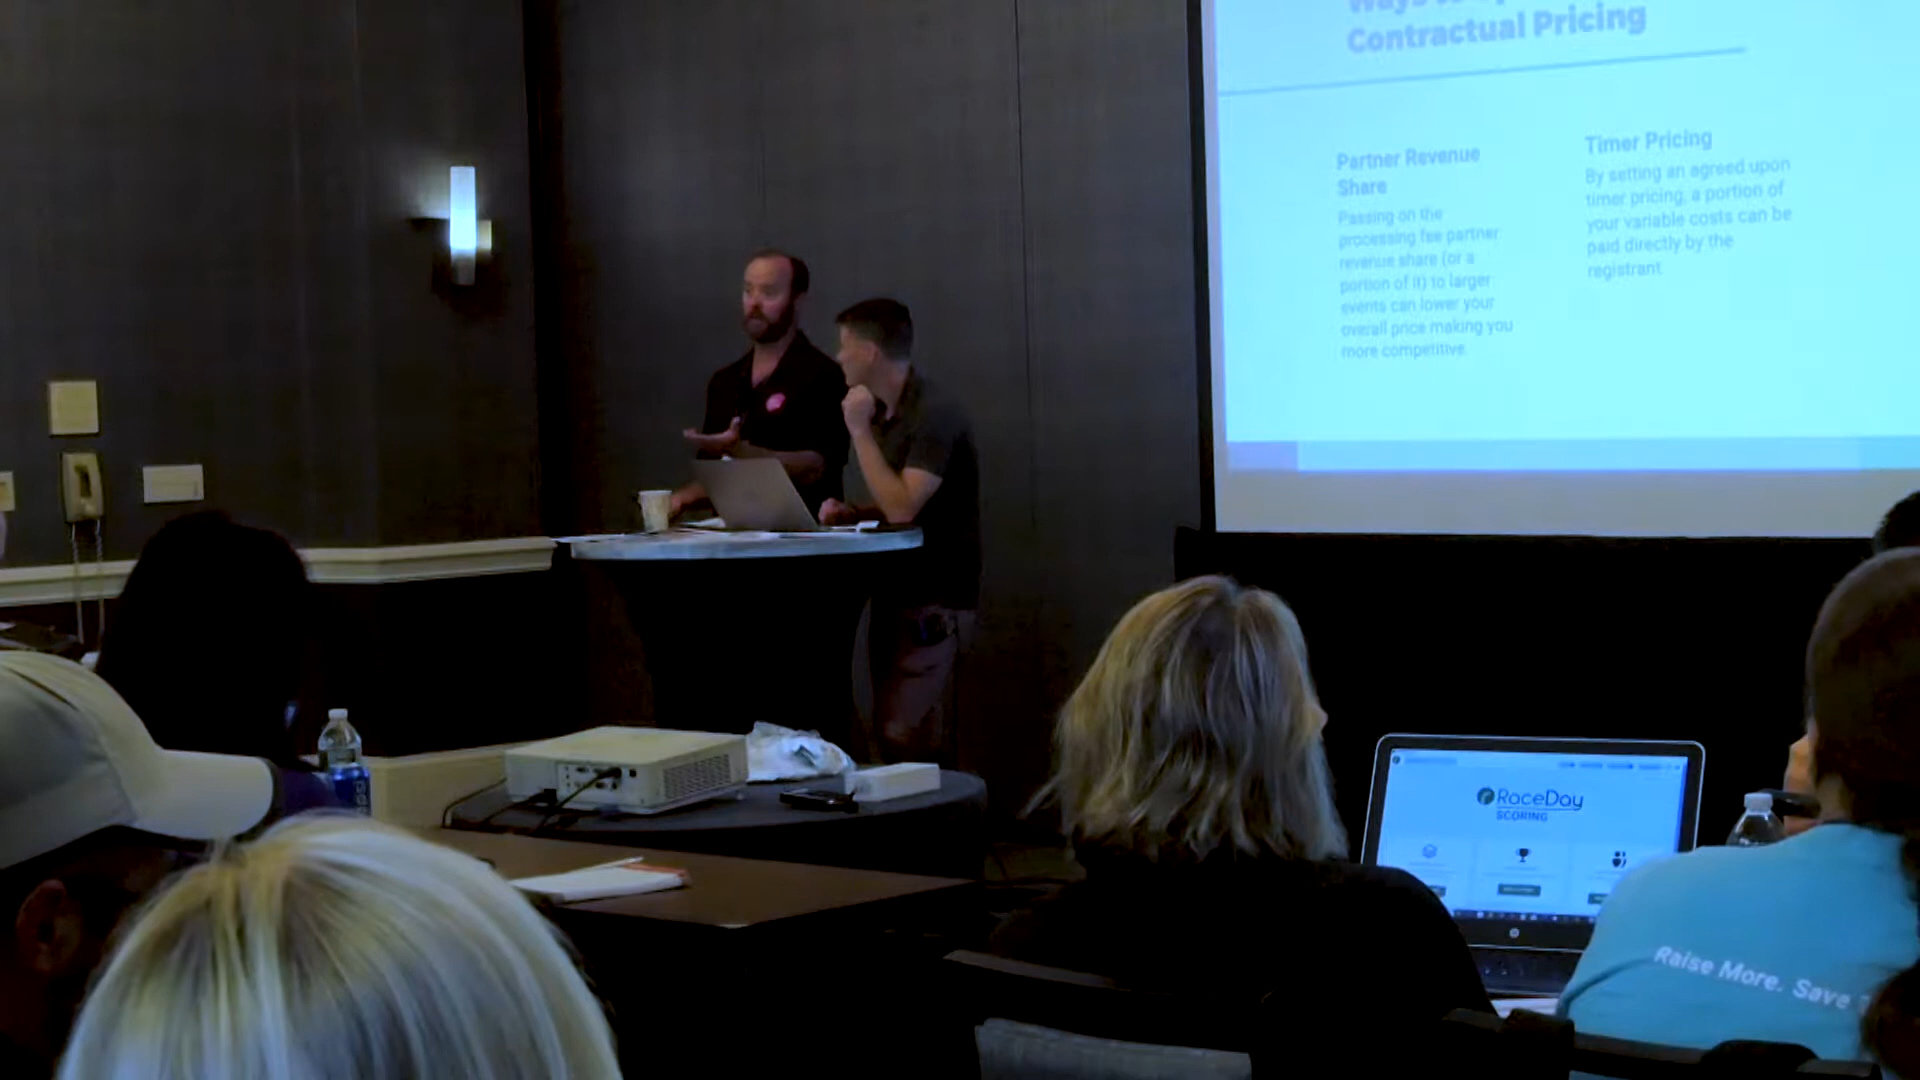 Contractual Pricing
Partner Revenue
Share
Passing on the
processing fee partner
revenue share (or a
portion of it) to larger
events can lower your
overall price making you
more competitive.
Timer Pricing
By setting an agreed upon
timer pricing, a portion of
your variable costs can be
paid directly by the
registrant
RaceDay
SCORING
Raise More. Save